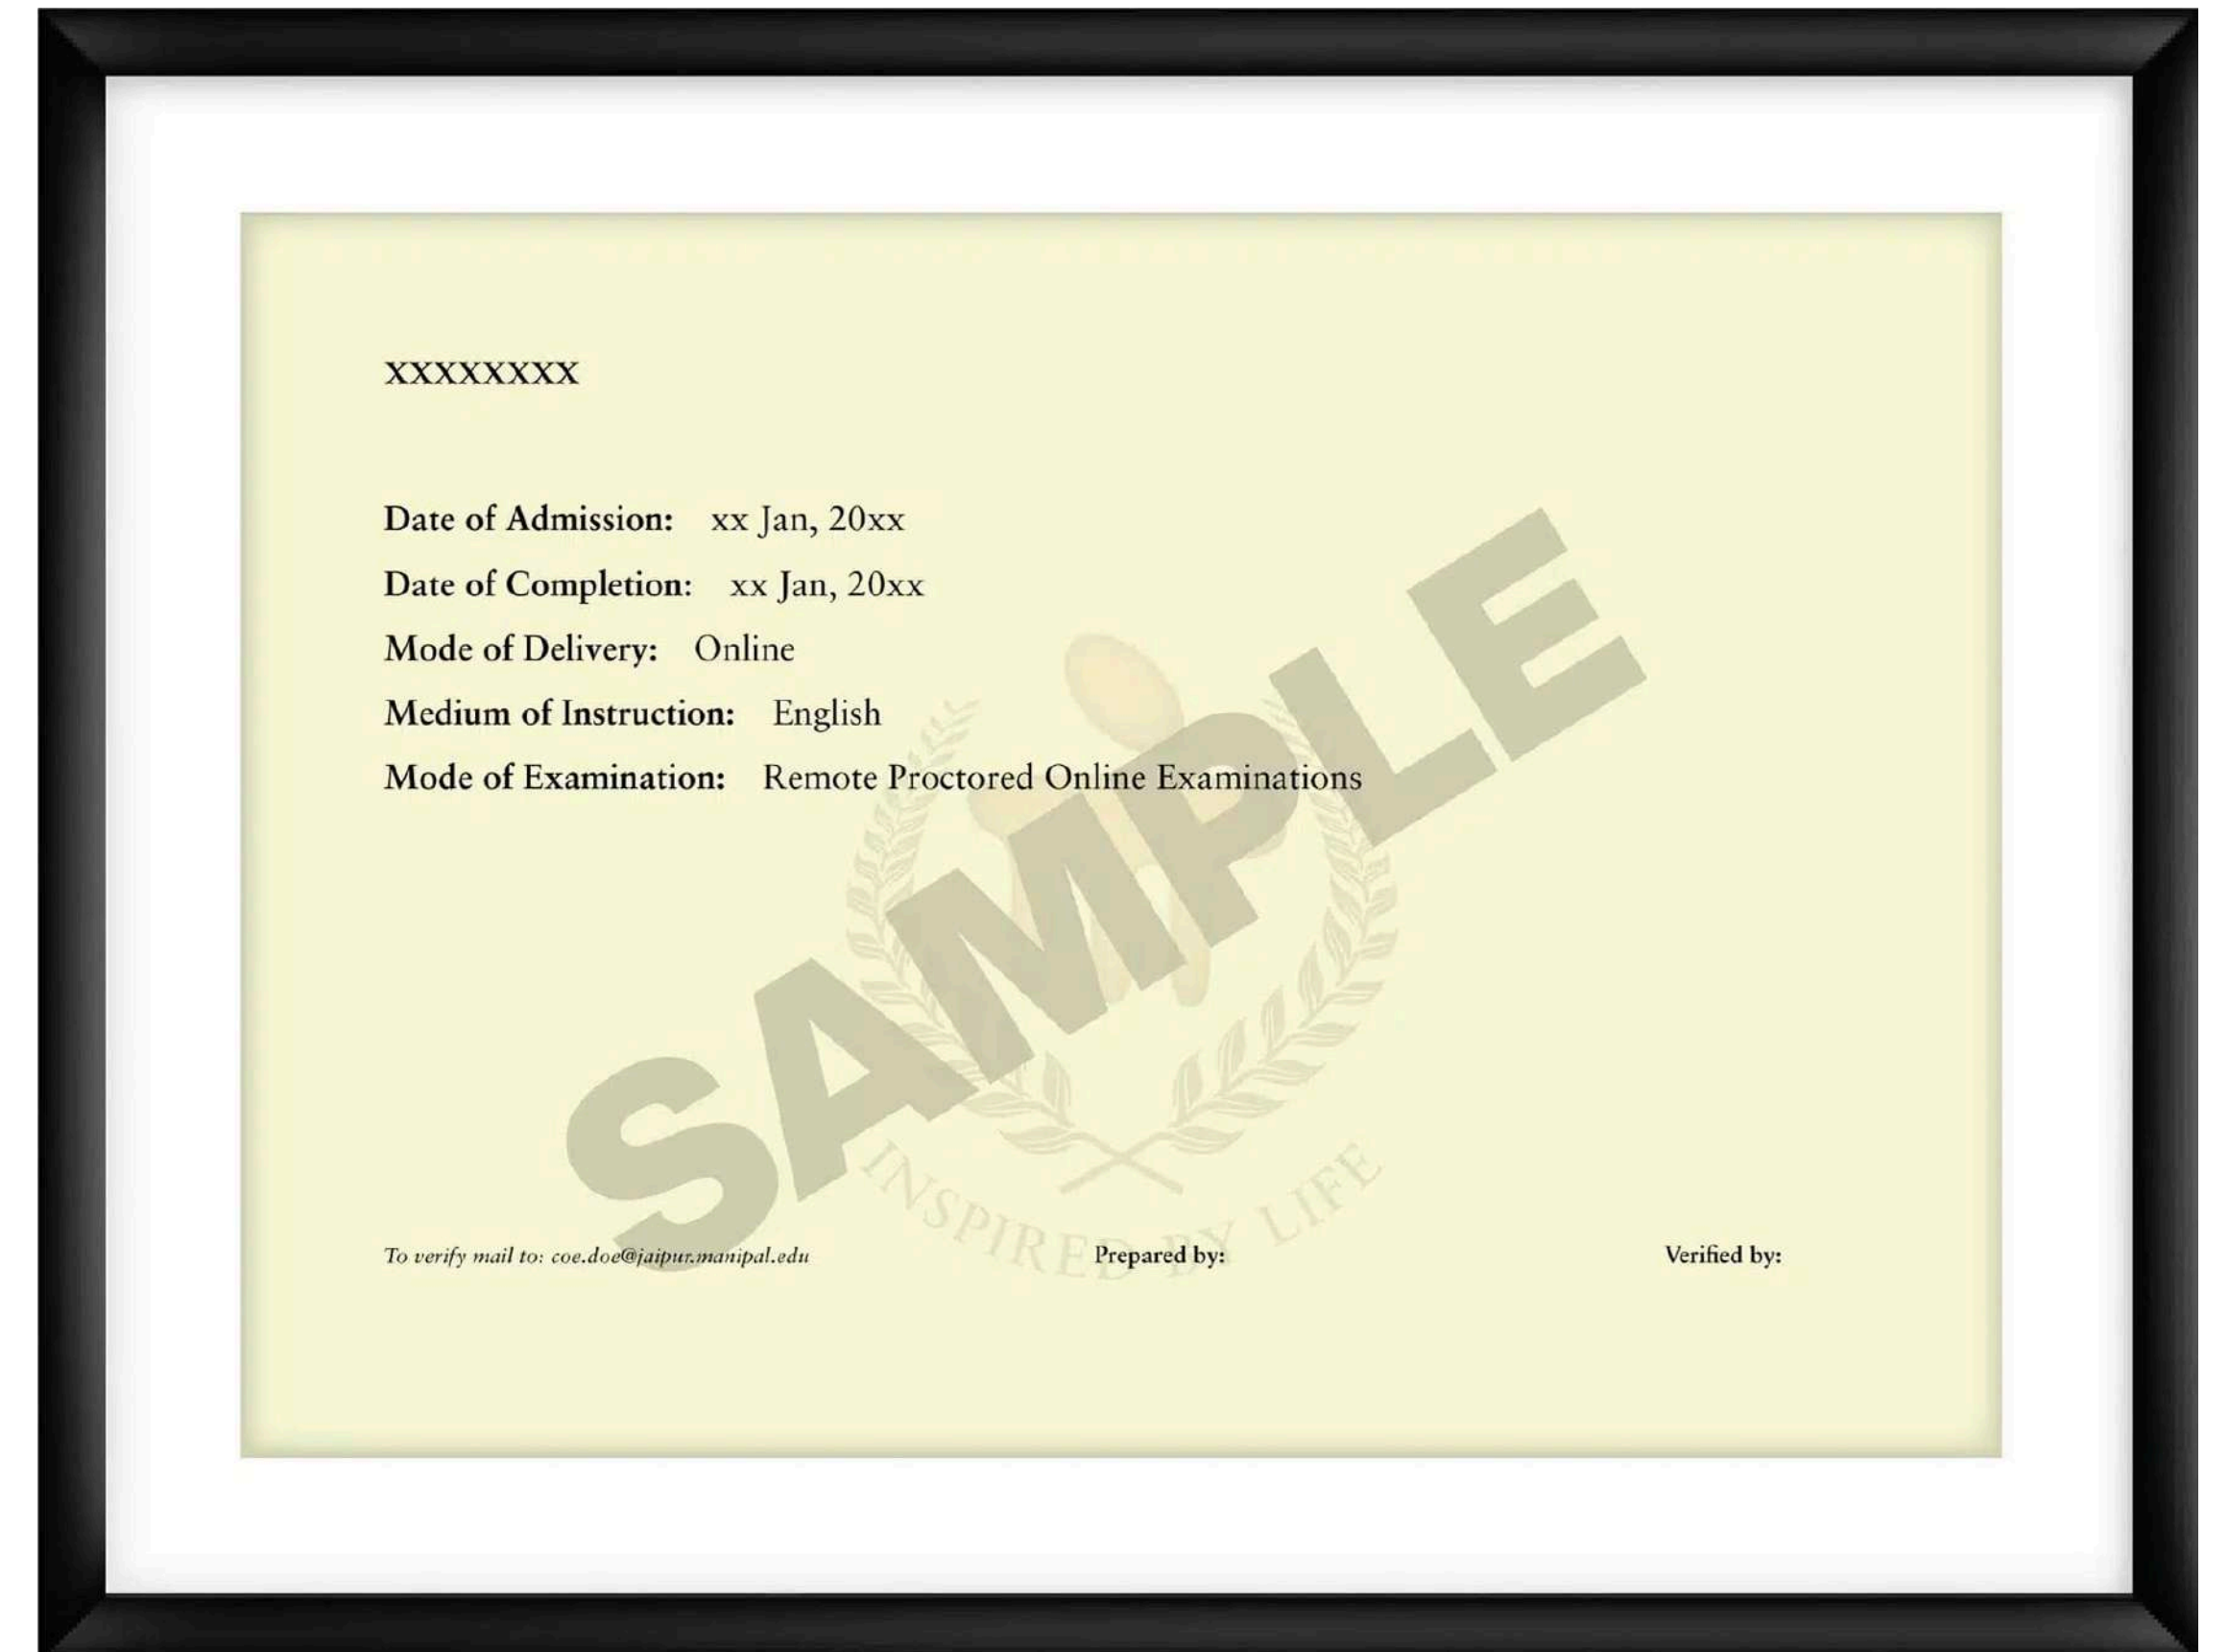 XXXXXXXX
Date of Admission: xx Jan, 20xx
Date of Completion: xx Jan, 20xx
Mode of Delivery: Online
Medium of Instruction: English
Mode of Examination: Remote Proctored Online Examinations
SAMPLE
INSPIRED BY LIFE
To verify mail to: coe.doe@jaipur.manipal.edu Prepared by: Verified by: